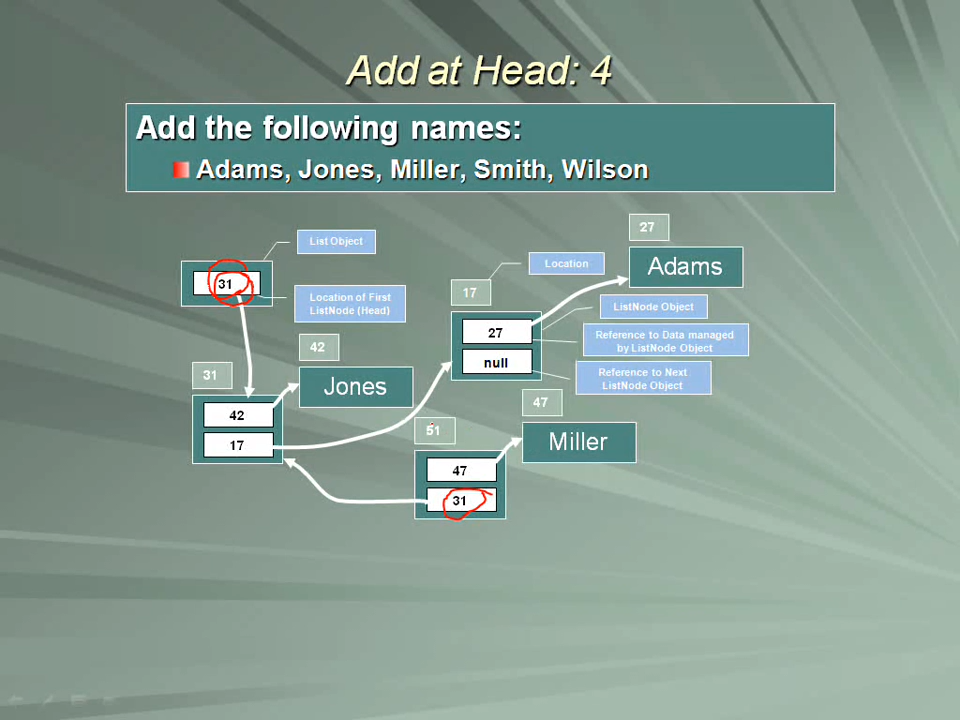 Add at Head: 4
Add the following names:
Adams, Jones, Miller, Smith, Wilson
27
List Object
Adams
Location
31
17
Location of First
ListNode (Head)
ListNode Object
27
Reference to Data managed
by ListNode Object
42
null
Reference to Next
ListNode Object
31
Jones
47
42
51
17
Miller
47
31